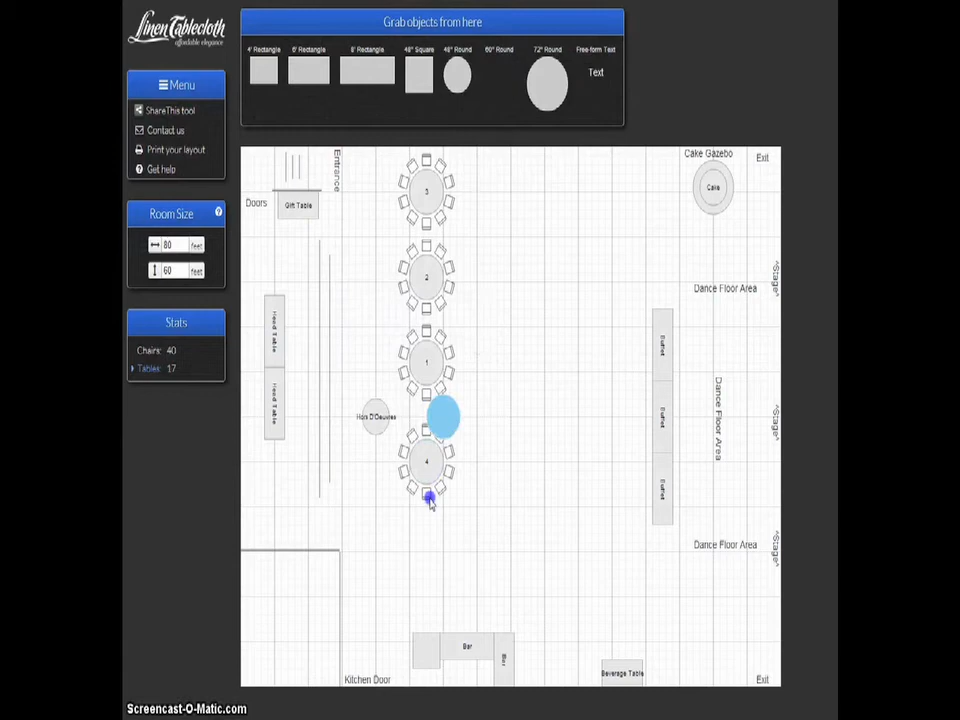 Linen Tablecloth
affordable elegance
Grab objects from here
4' Rectangle
6' Rectangle
8' Rectangle
48" Square
48" Round
60" Round
72" Round
Free-form Text
Text
Menu
ShareThis tool
Contact us
Print your layout
Get help
Room Size
?
80 feet
60 feet
Stats
Chairs: 40
Tables: 17
Entrance
Doors
Gift Table
3
2
1
4
Head Table
Head Table
Hors D'Oeuvres
Cake Gazebo
Exit
Cake
^Stage^
Dance Floor Area
Buffet
Buffet
Buffet
Dance Floor Area
^Stage^
Dance Floor Area
^Stage^
Bar
Bar
Beverage Table
Kitchen Door
Exit
Screencast-O-Matic.com